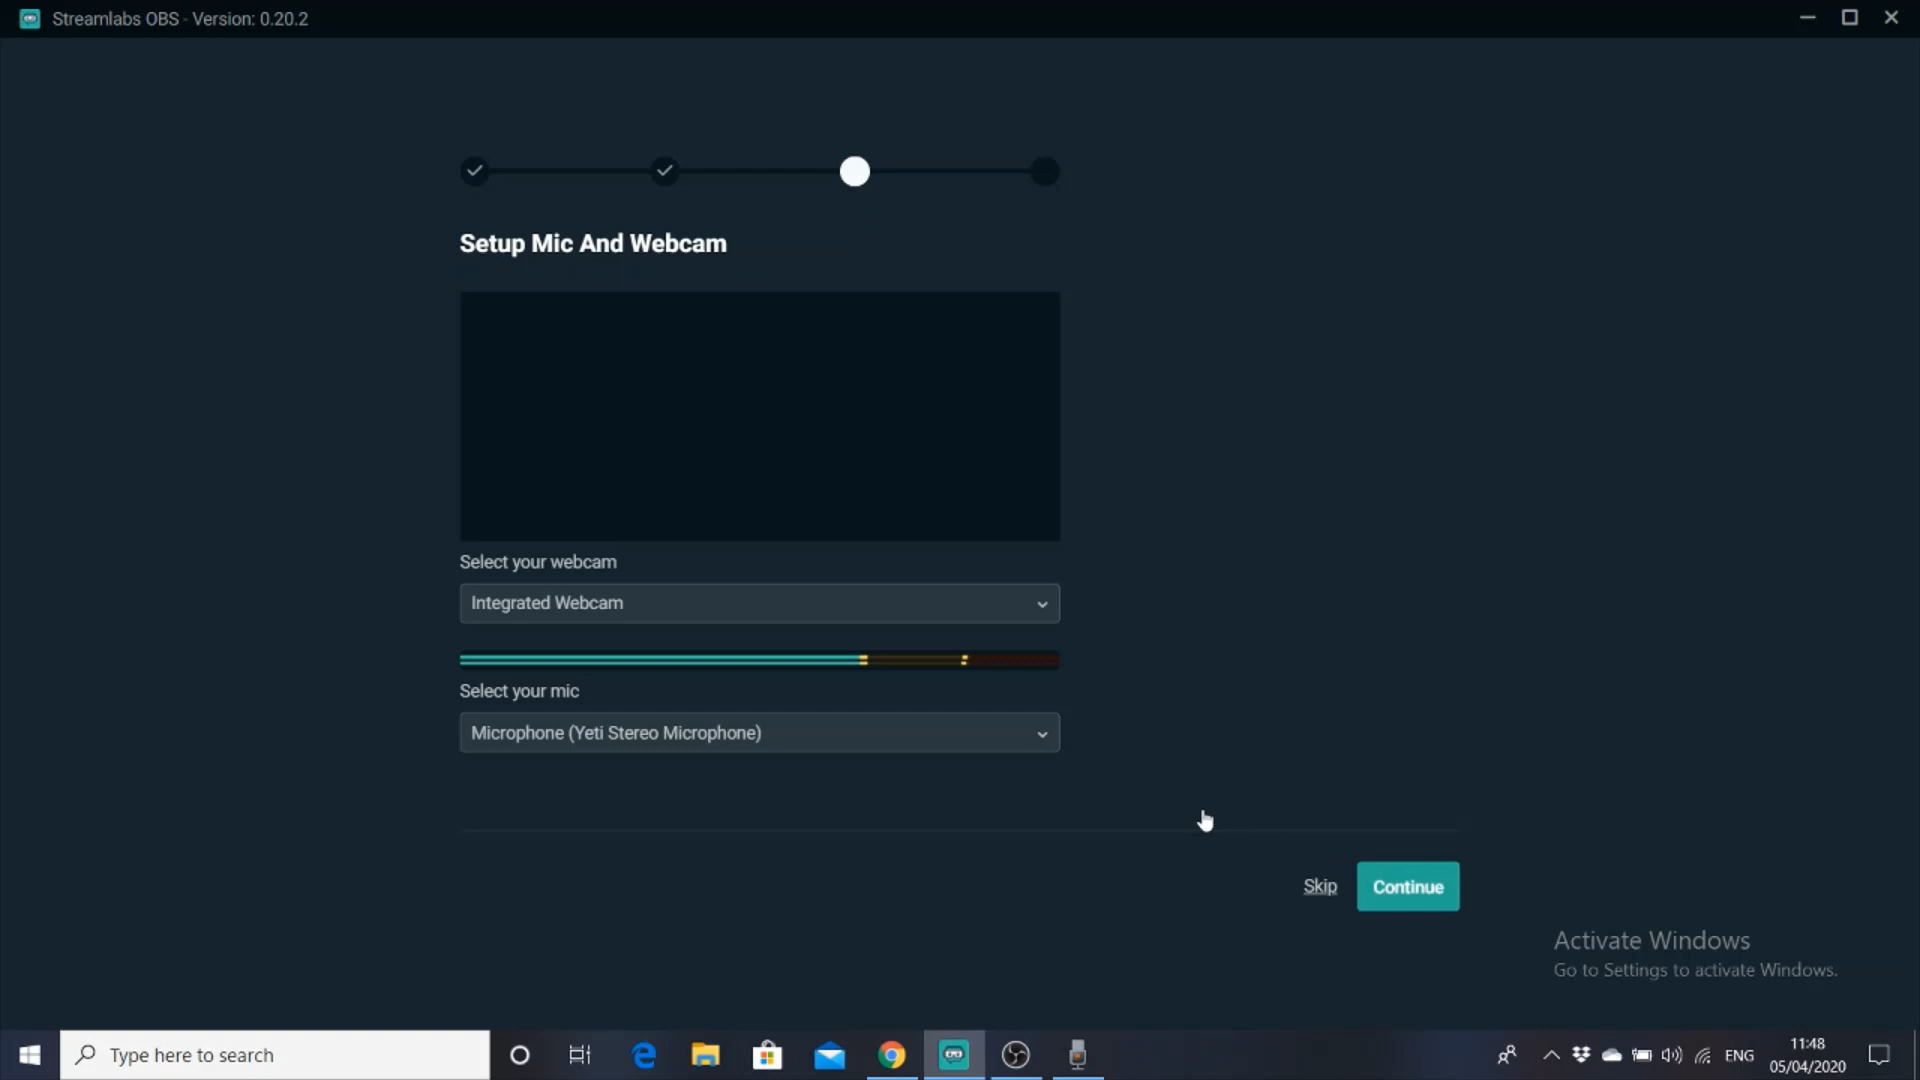 Streamlabs OBS - Version: 0.20.2
Setup Mic And Webcam
Select your webcam
Integrated Webcam
Select your mic
Microphone (Yeti Stereo Microphone)
Skip
Continue
Activate Windows
Go to Settings to activate Windows.
Type here to search
ENG
11:48
05/04/2020